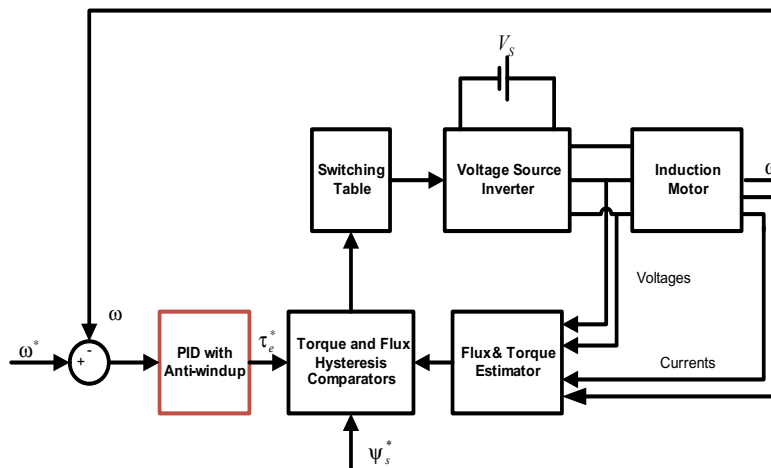 V_S
Switching
Table
Voltage Source
Inverter
Induction
Motor
ω
Voltages
ω
ω*
+
-
PID with
Anti-windup
τ_e^*
Torque and Flux
Hysteresis
Comparators
Flux & Torque
Estimator
Currents
ψ_s^*